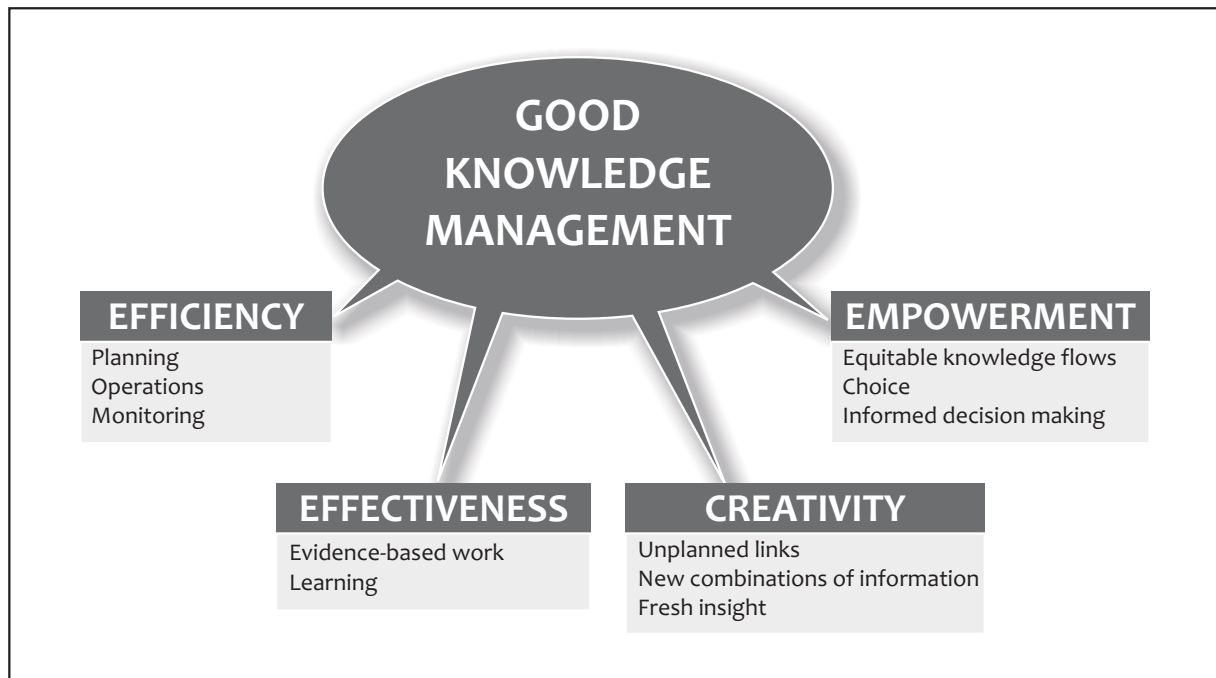 GOOD
KNOWLEDGE
MANAGEMENT
EFFICIENCY
Planning
Operations
Monitoring
EFFECTIVENESS
Evidence-based work
Learning
CREATIVITY
Unplanned links
New combinations of information
Fresh insight
EMPOWERMENT
Equitable knowledge flows
Choice
Informed decision making